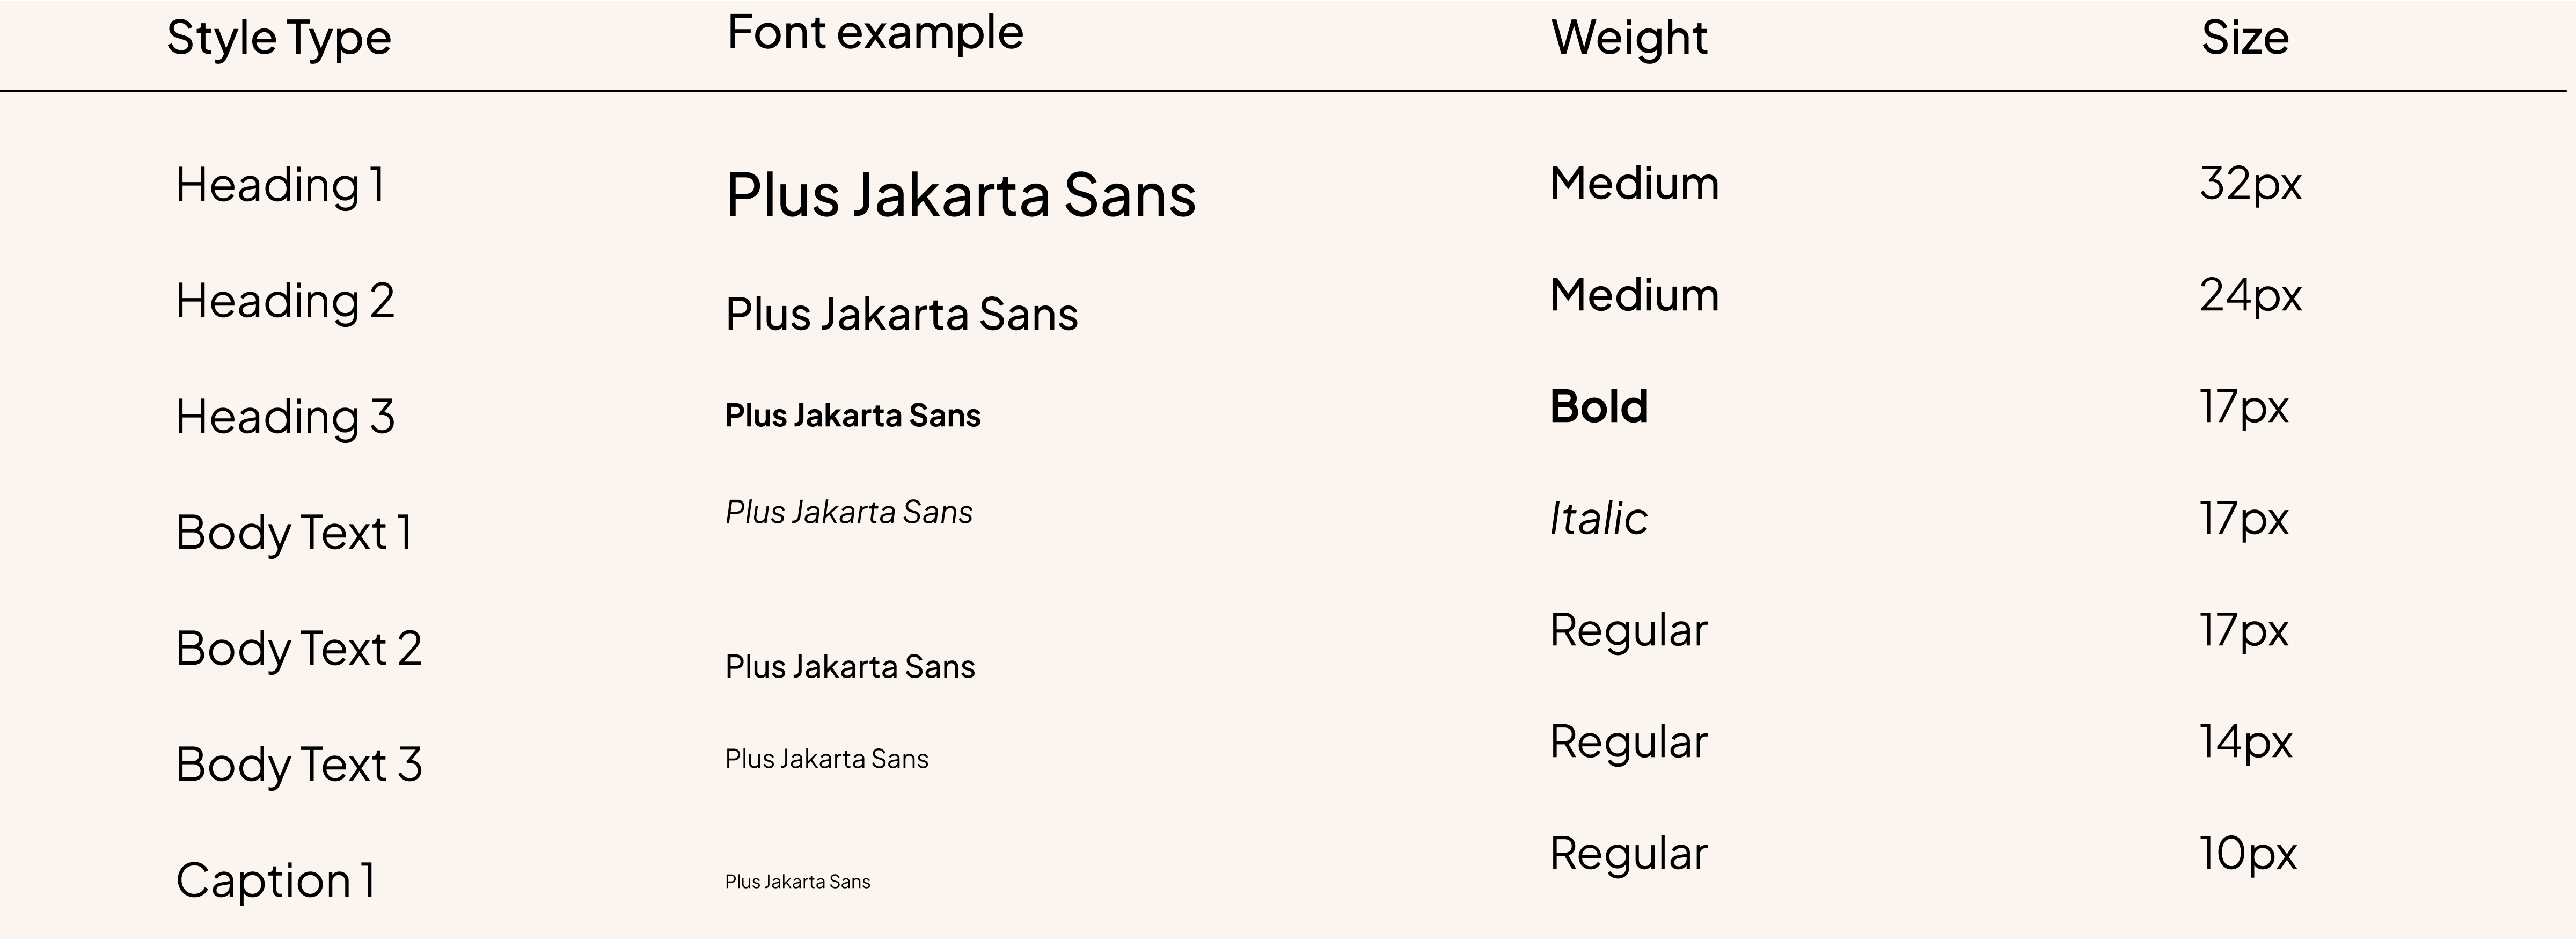 Style Type Font example Weight Size
Heading 1 Plus Jakarta Sans Medium 32px
Heading 2 Plus Jakarta Sans Medium 24px
Heading 3 Plus Jakarta Sans Bold 17px
Body Text 1 Plus Jakarta Sans Italic 17px
Body Text 2 Plus Jakarta Sans Regular 17px
Body Text 3 Plus Jakarta Sans Regular 14px
Caption 1 Plus Jakarta Sans Regular 10px